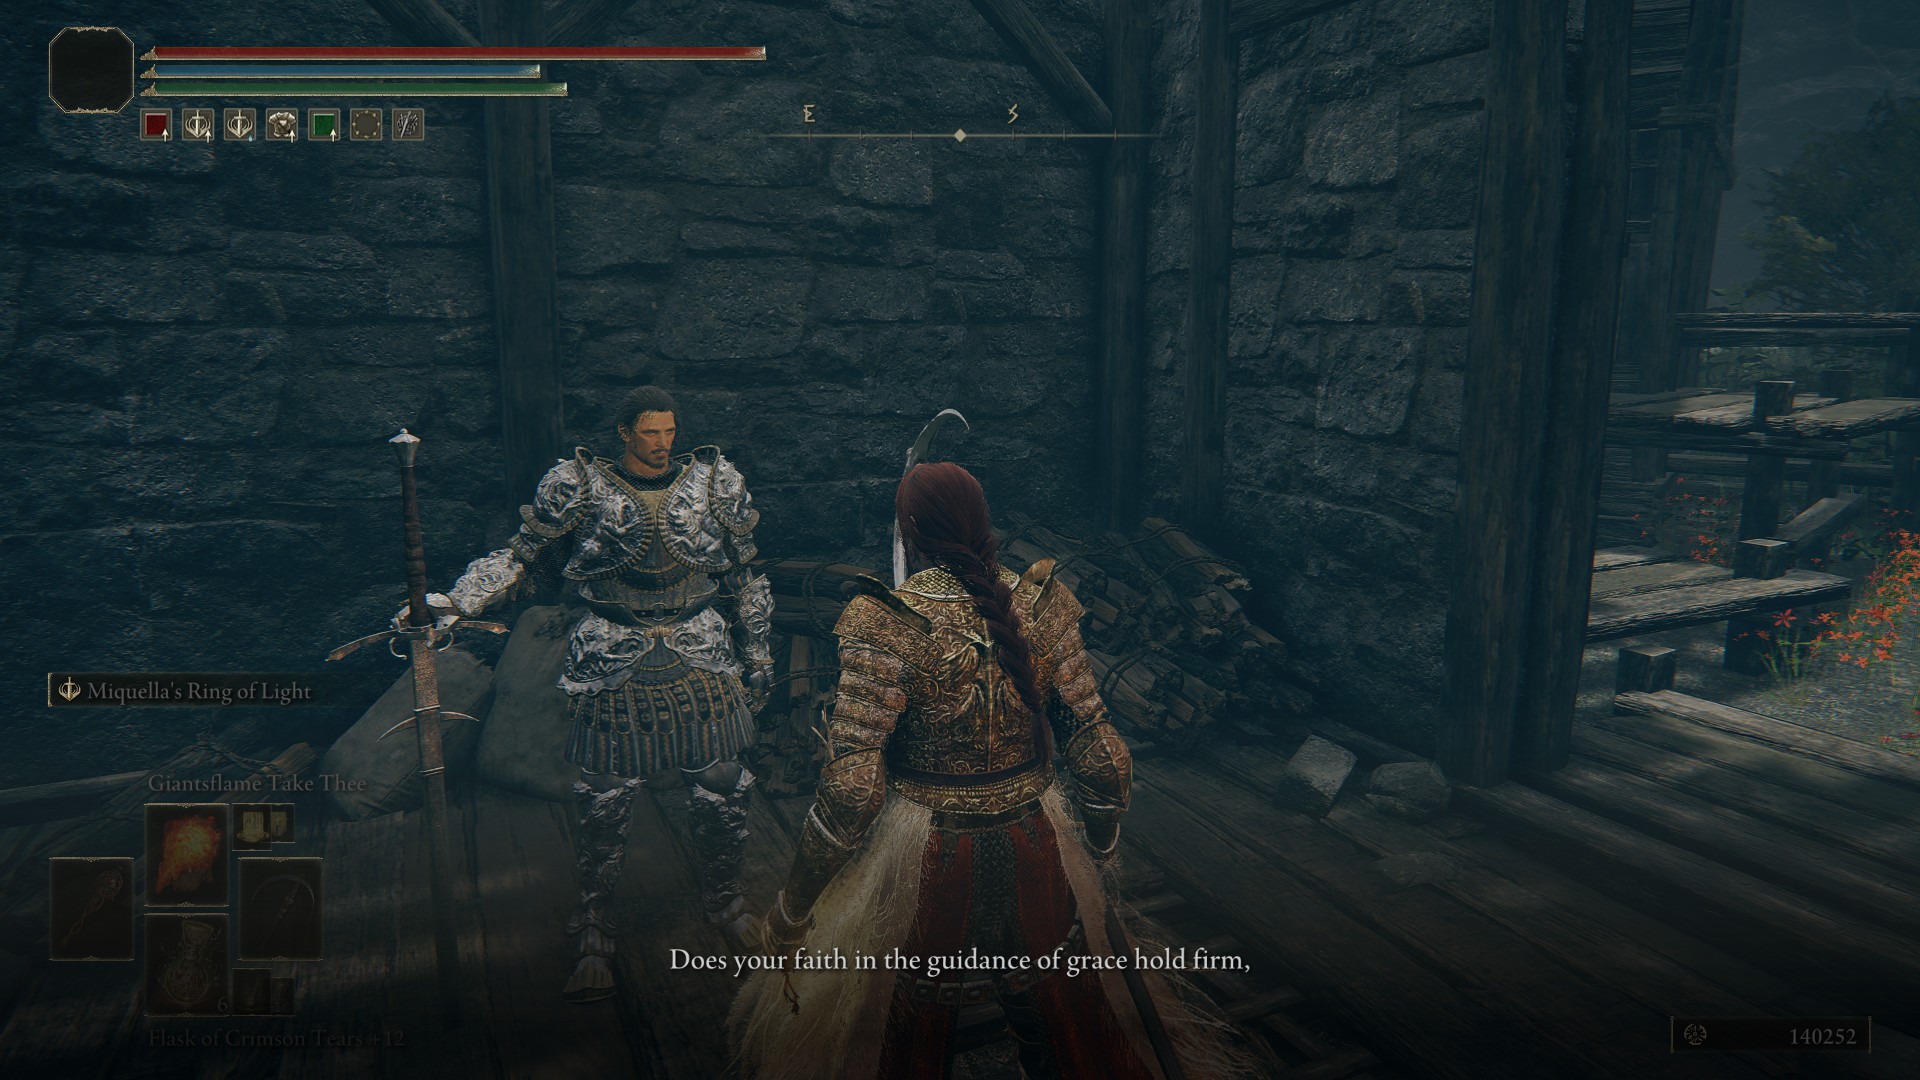 E
S
Miquella's Ring of Light
Giantsflame Take Thee
6
Flask of Crimson Tears +12
Does your faith in the guidance of grace hold firm,
140252